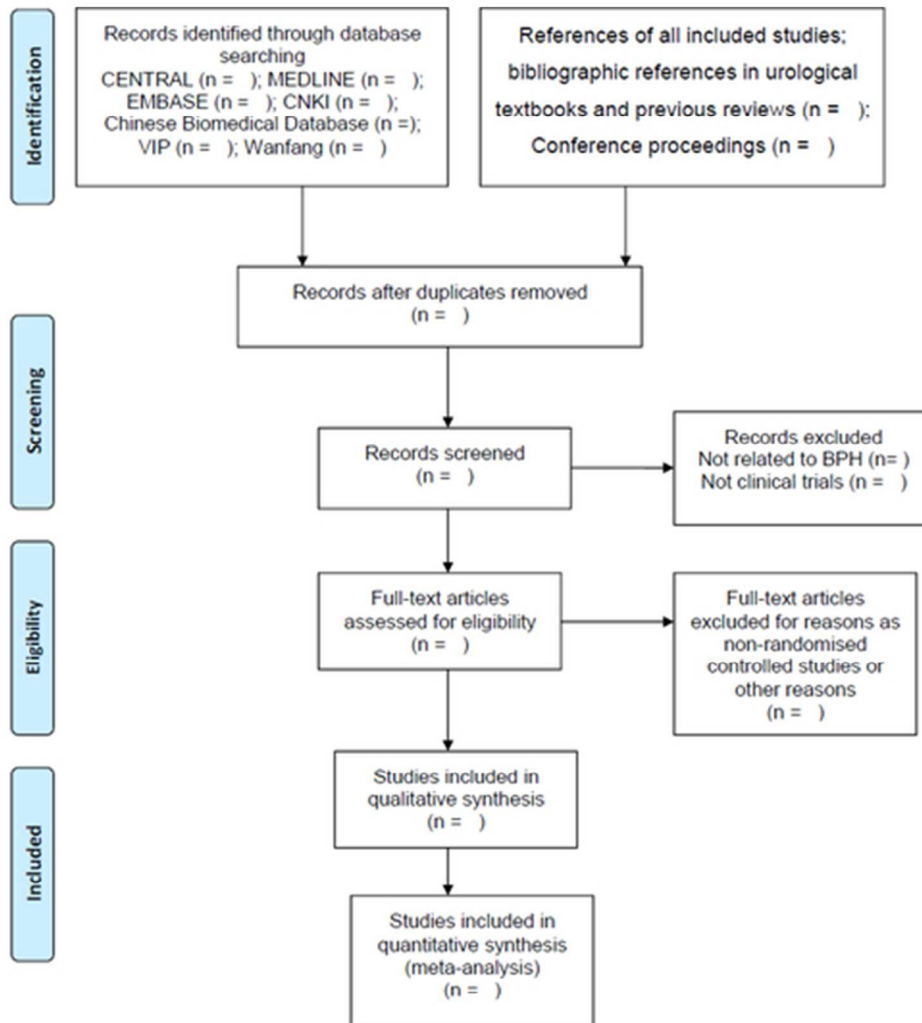 Identification
Records identified through database
searching
CENTRAL (n =   ); MEDLINE (n =   );
EMBASE (n =   ); CNKI (n =   );
Chinese Biomedical Database (n =);
VIP (n =   ); Wanfang (n =   )
References of all included studies;
bibliographic references in urological
textbooks and previous reviews (n =   );
Conference proceedings (n =   )
Records after duplicates removed
(n =   )
Screening
Records screened
(n =   )
Records excluded
Not related to BPH (n= )
Not clinical trials (n =   )
Eligibility
Full-text articles
assessed for eligibility
(n =   )
Full-text articles
excluded for reasons as
non-randomised
controlled studies or
other reasons
(n =   )
Included
Studies included in
qualitative synthesis
(n =   )
Studies included in
quantitative synthesis
(meta-analysis)
(n =   )